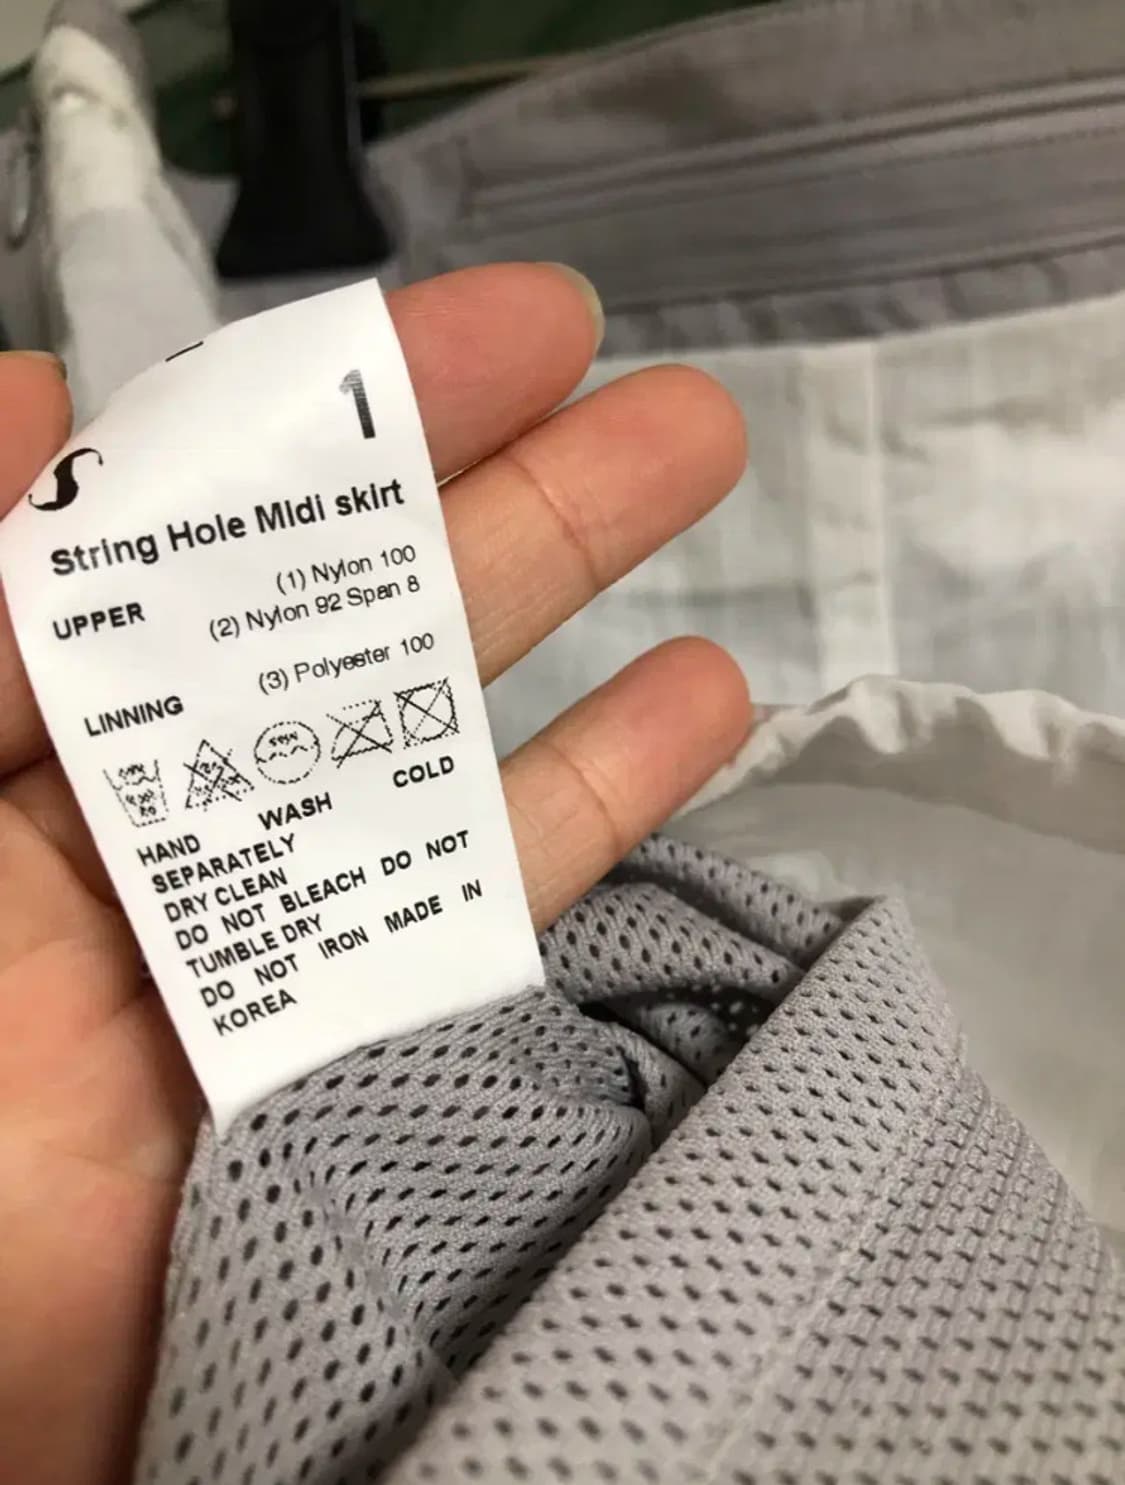 1
S
String Hole MIdi skirt
UPPER (1) Nylon 100
(2) Nylon 92 Span 8
LINNING (3) Polyester 100
HAND WASH COLD
SEPARATELY
DRY CLEAN
DO NOT BLEACH DO NOT
TUMBLE DRY
DO NOT IRON MADE IN
KOREA